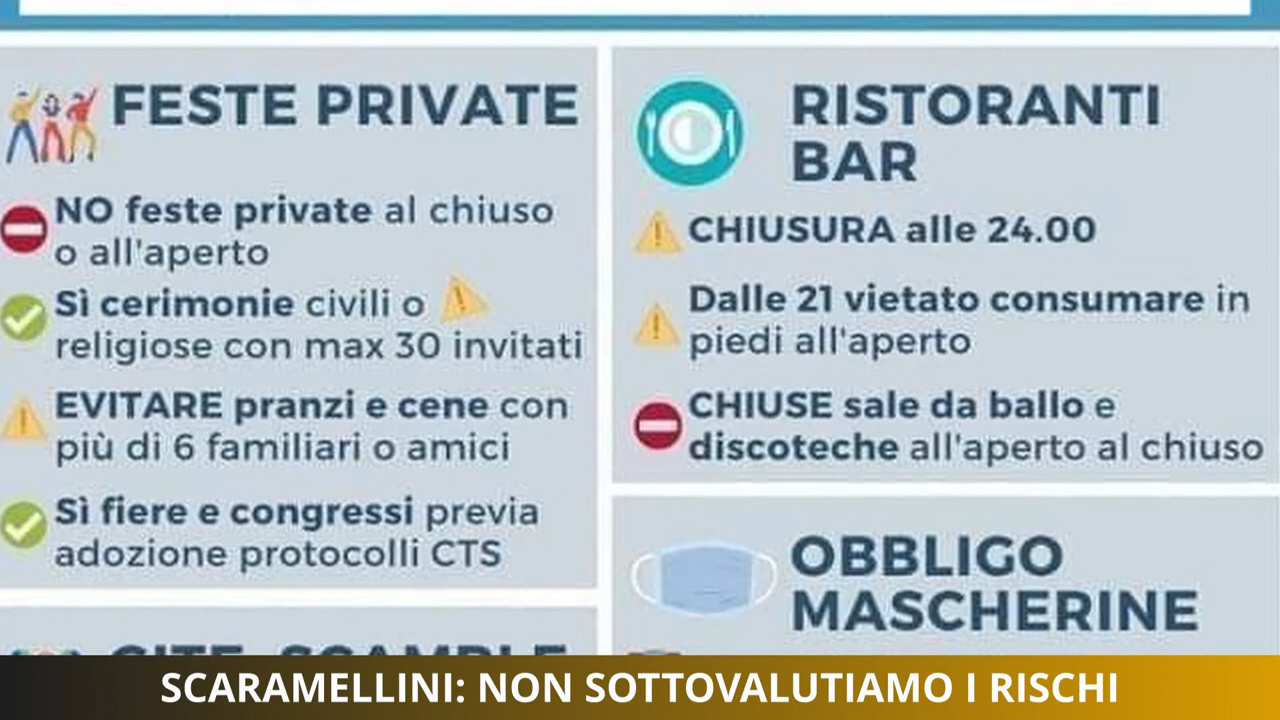 FESTE PRIVATE
NO feste private al chiuso
o all'aperto
Sì cerimonie civili o
religiose con max 30 invitati
EVITARE pranzi e cene con
più di 6 familiari o amici
Sì fiere e congressi previa
adozione protocolli CTS
RISTORANTI
BAR
CHIUSURA alle 24.00
Dalle 21 vietato consumare in
piedi all'aperto
CHIUSE sale da ballo e
discoteche all'aperto al chiuso
OBBLIGO
MASCHERINE
SCARAMELLINI: NON SOTTOVALUTIAMO I RISCHI